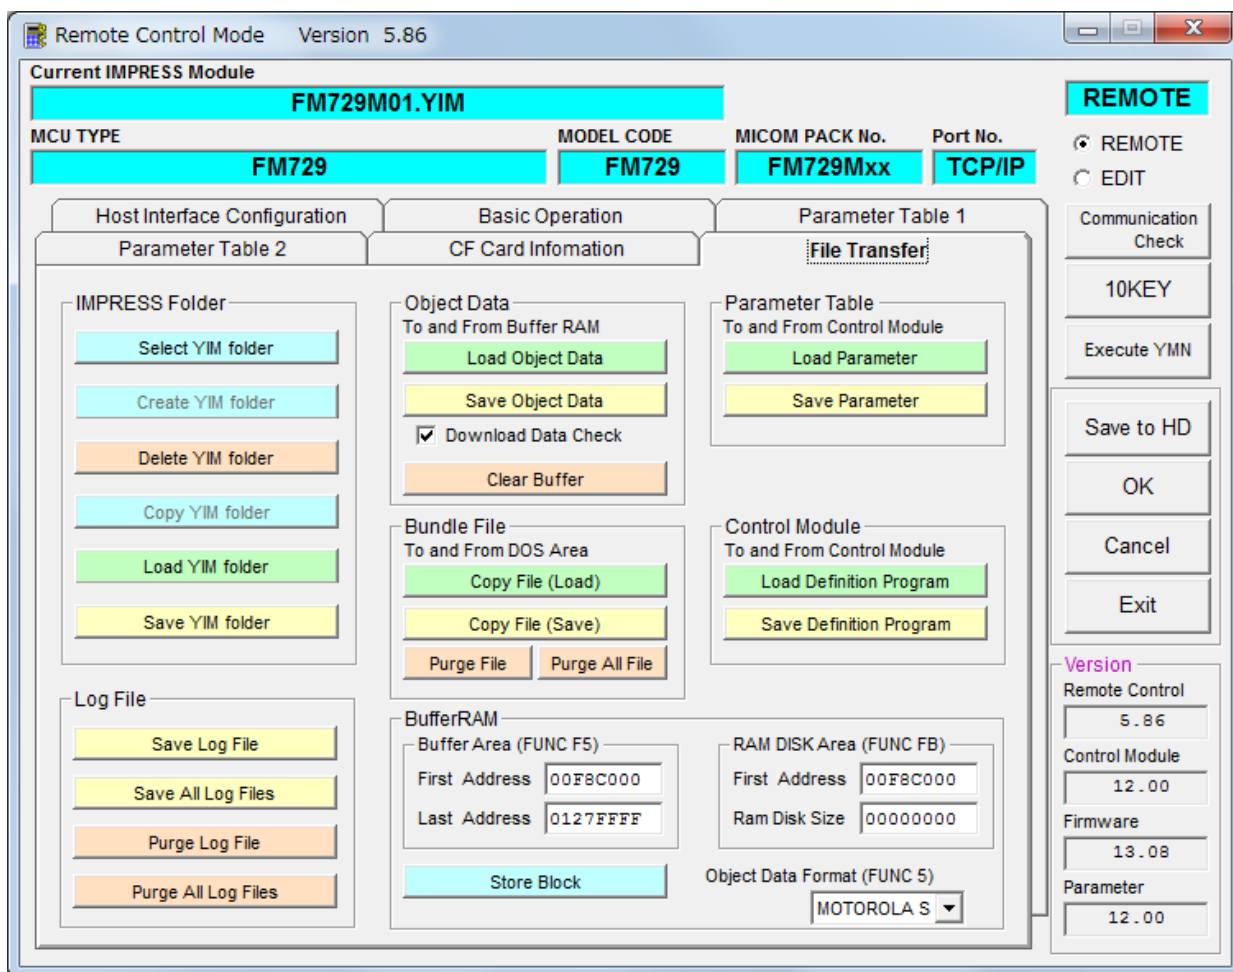 Remote Control Mode Version 5.86
Current IMPRESS Module
FM729M01.YIM
REMOTE
MCU TYPE MODEL CODE MICOM PACK No. Port No.
FM729 FM729 FM729Mxx TCP/IP
REMOTE
EDIT
Host Interface Configuration Basic Operation Parameter Table 1
Parameter Table 2 CF Card Infomation File Transfer
Communication
Check
10KEY
Execute YMN
Save to HD
OK
Cancel
Exit
IMPRESS Folder
Select YIM folder
Create YIM folder
Delete YIM folder
Copy YIM folder
Load YIM folder
Save YIM folder
Log File
Save Log File
Save All Log Files
Purge Log File
Purge All Log Files
Object Data
To and From Buffer RAM
Load Object Data
Save Object Data
Download Data Check
Clear Buffer
Bundle File
To and From DOS Area
Copy File (Load)
Copy File (Save)
Purge File Purge All File
Parameter Table
To and From Control Module
Load Parameter
Save Parameter
Control Module
To and From Control Module
Load Definition Program
Save Definition Program
BufferRAM
Buffer Area (FUNC F5)
First Address 00F8C000
Last Address 0127FFFF
Store Block
RAM DISK Area (FUNC FB)
First Address 00F8C000
Ram Disk Size 00000000
Object Data Format (FUNC 5)
MOTOROLA S
Version
Remote Control
5.86
Control Module
12.00
Firmware
13.08
Parameter
12.00